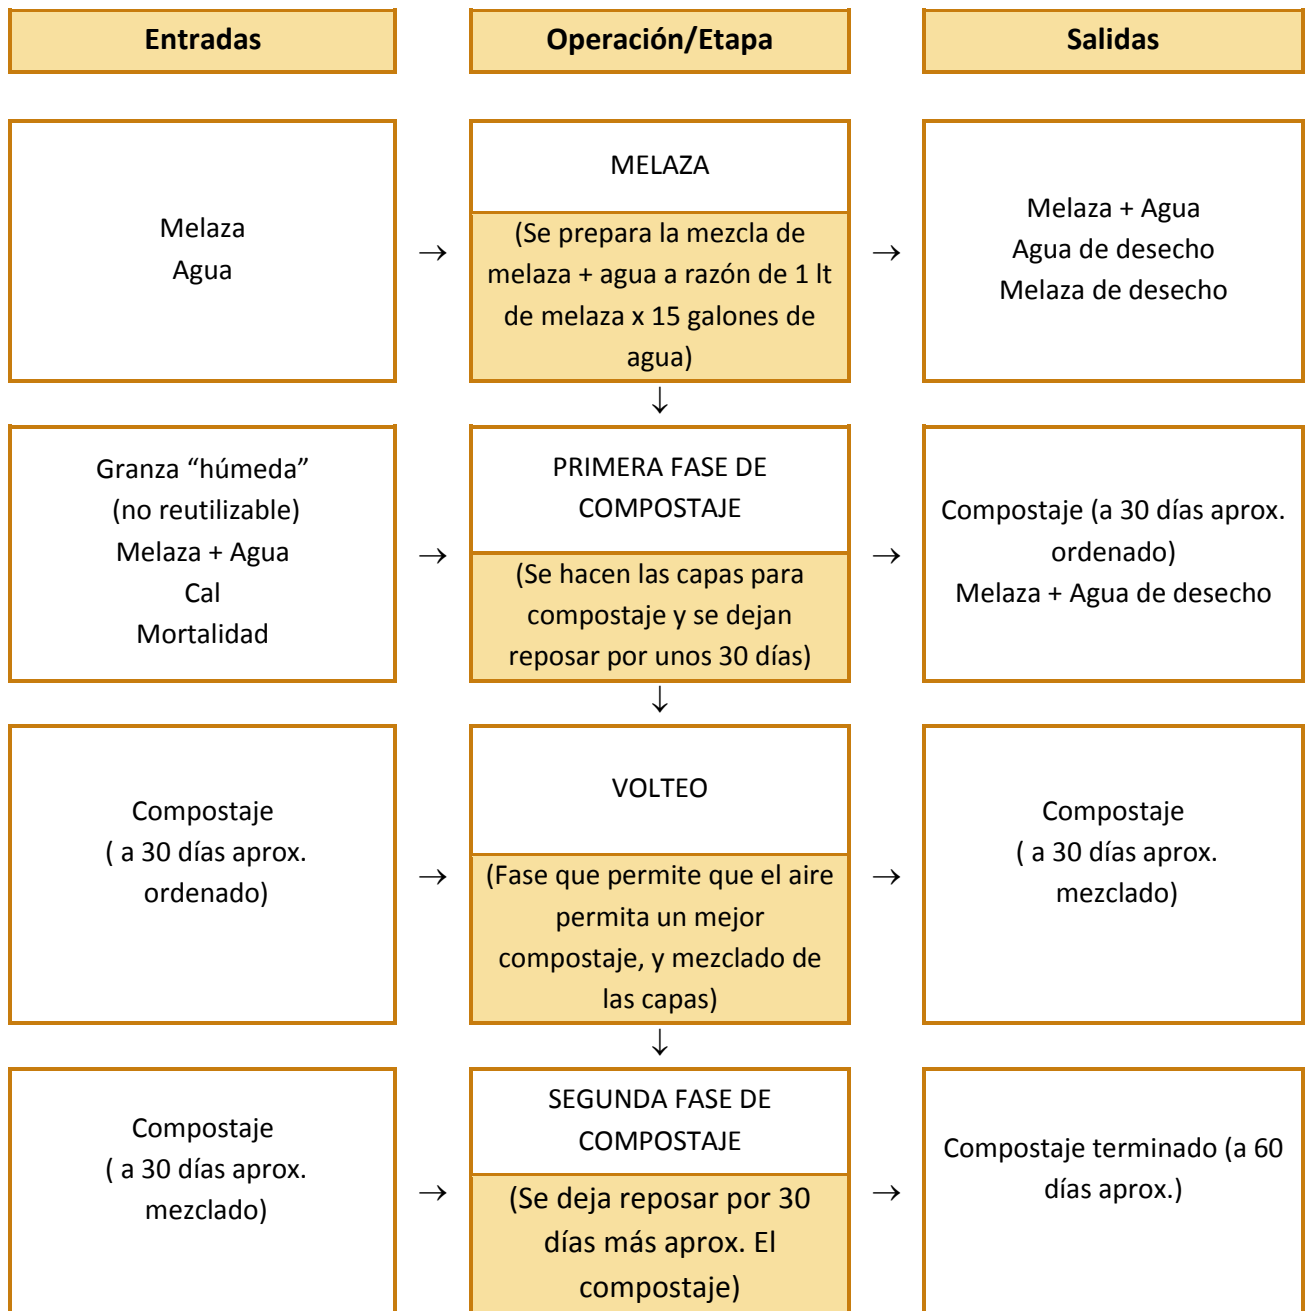 Entradas
Operación/Etapa
Salidas
Melaza
Agua
→
MELAZA
(Se prepara la mezcla de
melaza + agua a razón de 1 lt
de melaza x 15 galones de
agua)
→
Melaza + Agua
Agua de desecho
Melaza de desecho
↓
Granza “húmeda”
(no reutilizable)
Melaza + Agua
Cal
Mortalidad
→
PRIMERA FASE DE
COMPOSTAJE
(Se hacen las capas para
compostaje y se dejan
reposar por unos 30 días)
→
Compostaje (a 30 días aprox.
ordenado)
Melaza + Agua de desecho
↓
Compostaje
( a 30 días aprox.
ordenado)
→
VOLTEO
(Fase que permite que el aire
permita un mejor
compostaje, y mezclado de
las capas)
→
Compostaje
( a 30 días aprox.
mezclado)
↓
Compostaje
( a 30 días aprox.
mezclado)
→
SEGUNDA FASE DE
COMPOSTAJE
(Se deja reposar por 30
días más aprox. El
compostaje)
→
Compostaje terminado (a 60
días aprox.)